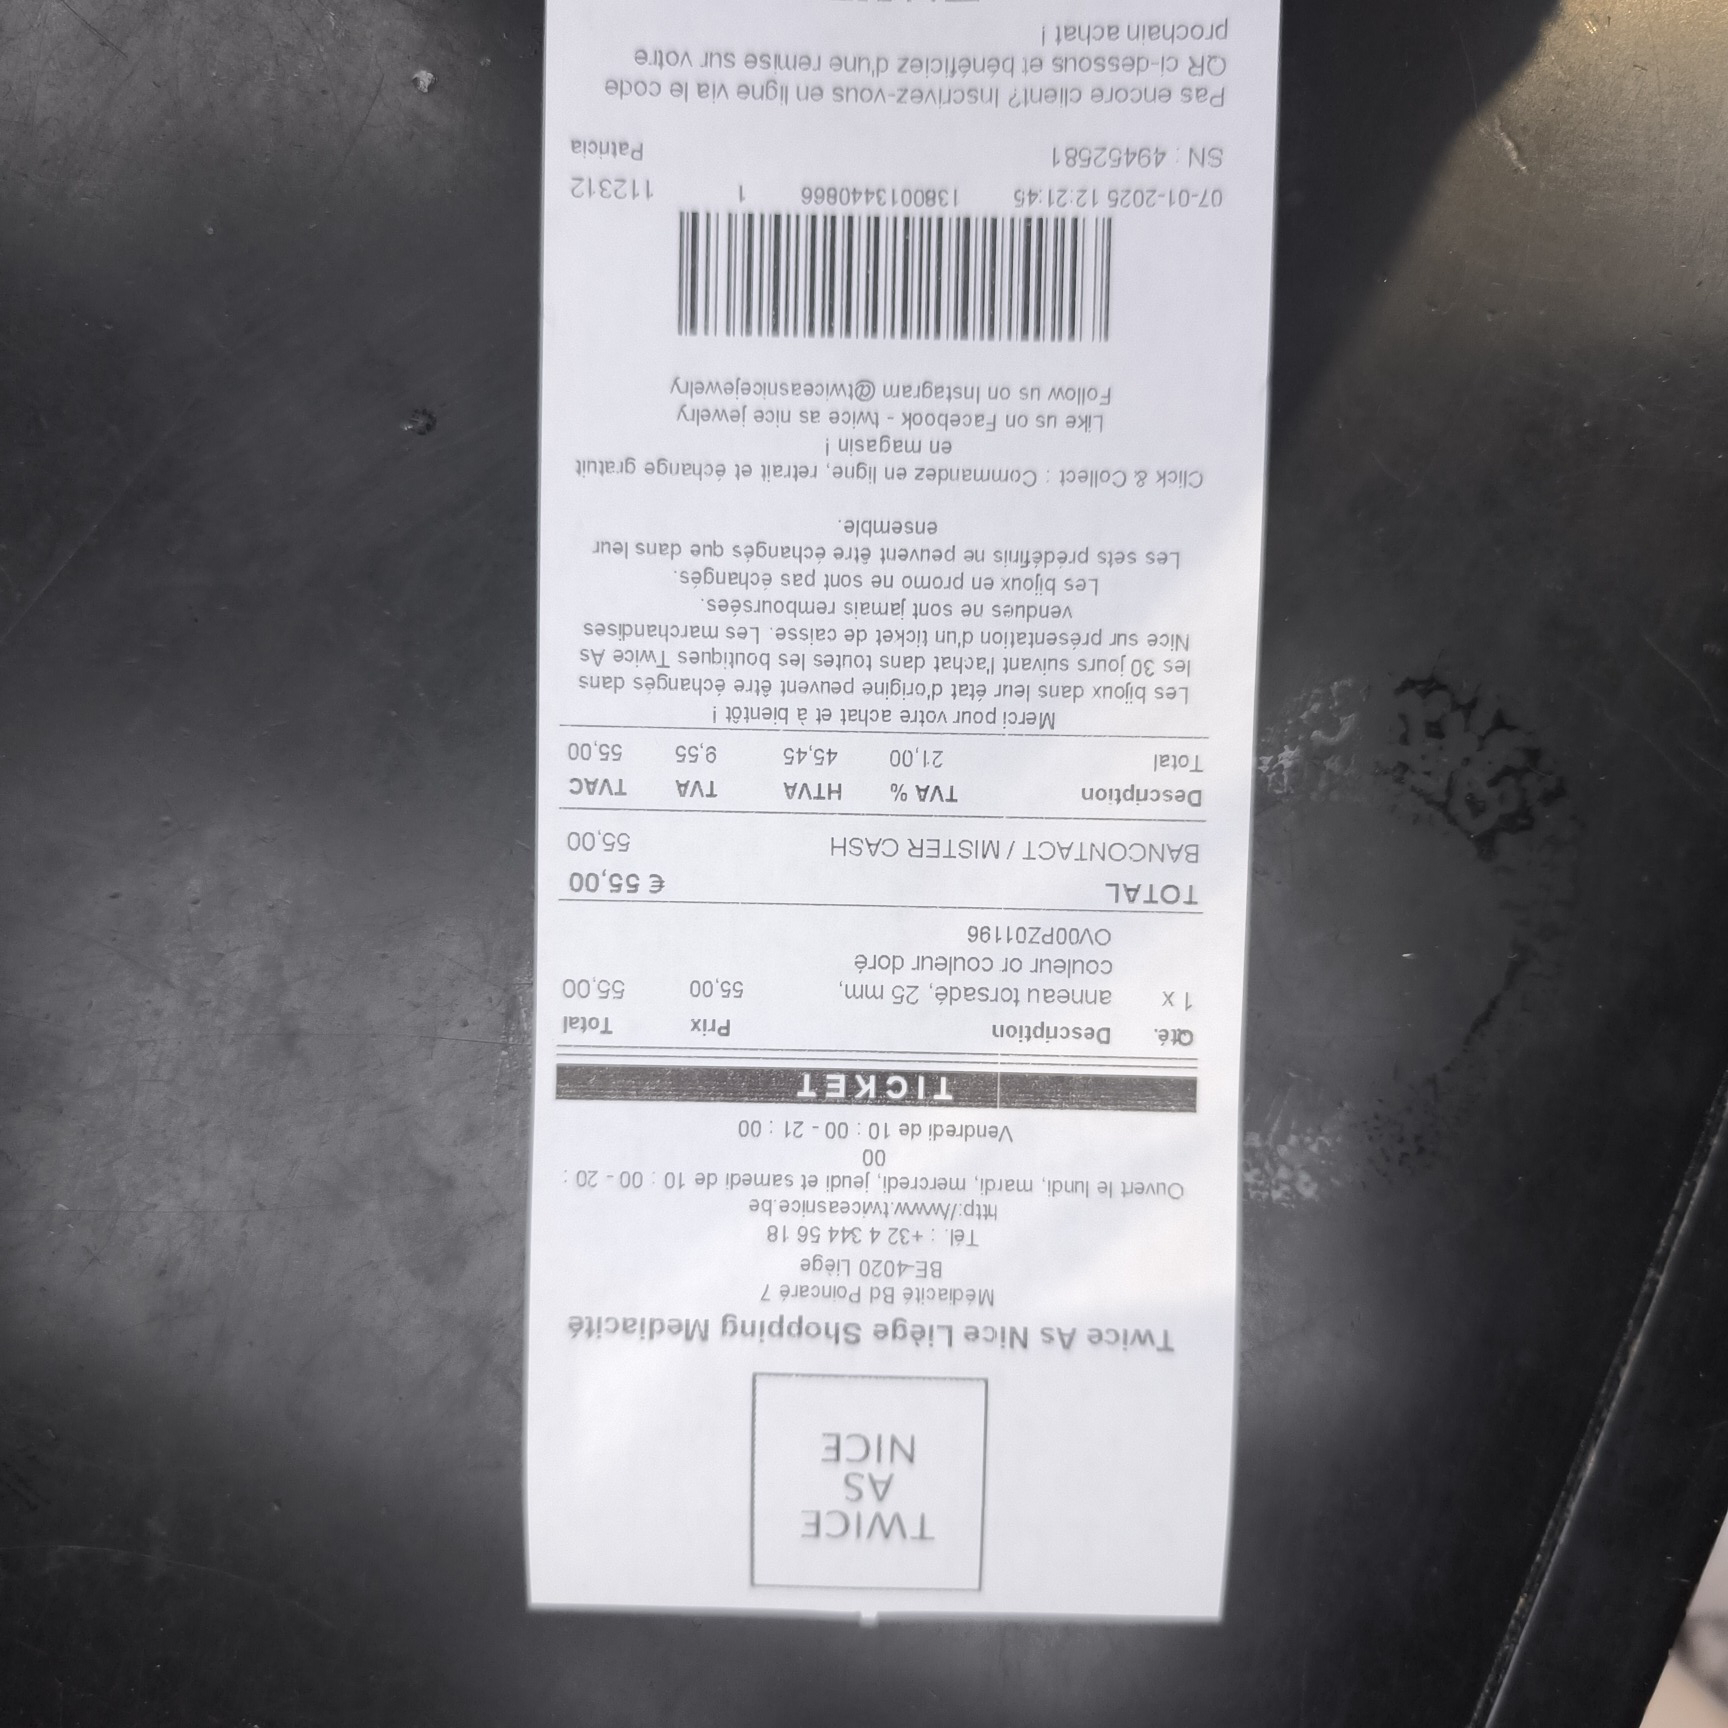 TWICE
AS
NICE
Twice As Nice Liège Shopping Mediacité
Médiacité Bd Poincaré 7
BE-4020 Liège
Tél. : +32 4 344 56 18
http://www.twiceasnice.be
Ouvert le lundi, mardi, mercredi, jeudi et samedi de 10 : 00 - 20 :
00
Vendredi de 10 : 00 - 21 : 00
TICKET
Qté. Description Prix Total
1 x anneau torsadé, 25 mm, 55,00 55,00
couleur or couleur doré
OV00PZ01196
TOTAL € 55,00
BANCONTACT / MISTER CASH 55,00
Description TVA % HTVA TVA TVAC
Total 21,00 45,45 9,55 55,00
Merci pour votre achat et à bientôt !
Les bijoux dans leur état d'origine peuvent être échangés dans
les 30 jours suivant l'achat dans toutes les boutiques Twice As
Nice sur présentation d'un ticket de caisse. Les marchandises
vendues ne sont jamais remboursées.
Les bijoux en promo ne sont pas échangés.
Les sets prédéfinis ne peuvent être échangés que dans leur
ensemble.
Click & Collect : Commandez en ligne, retrait et échange gratuit
en magasin !
Like us on Facebook - twice as nice jewelry
Follow us on Instagram @twiceasnicejewelry
07-01-2025 12:21:45 1380013440866 1 112312
SN : 49452581 Patricia
Pas encore client? Inscrivez-vous en ligne via le code
QR ci-dessous et bénéficiez d'une remise sur votre
prochain achat !